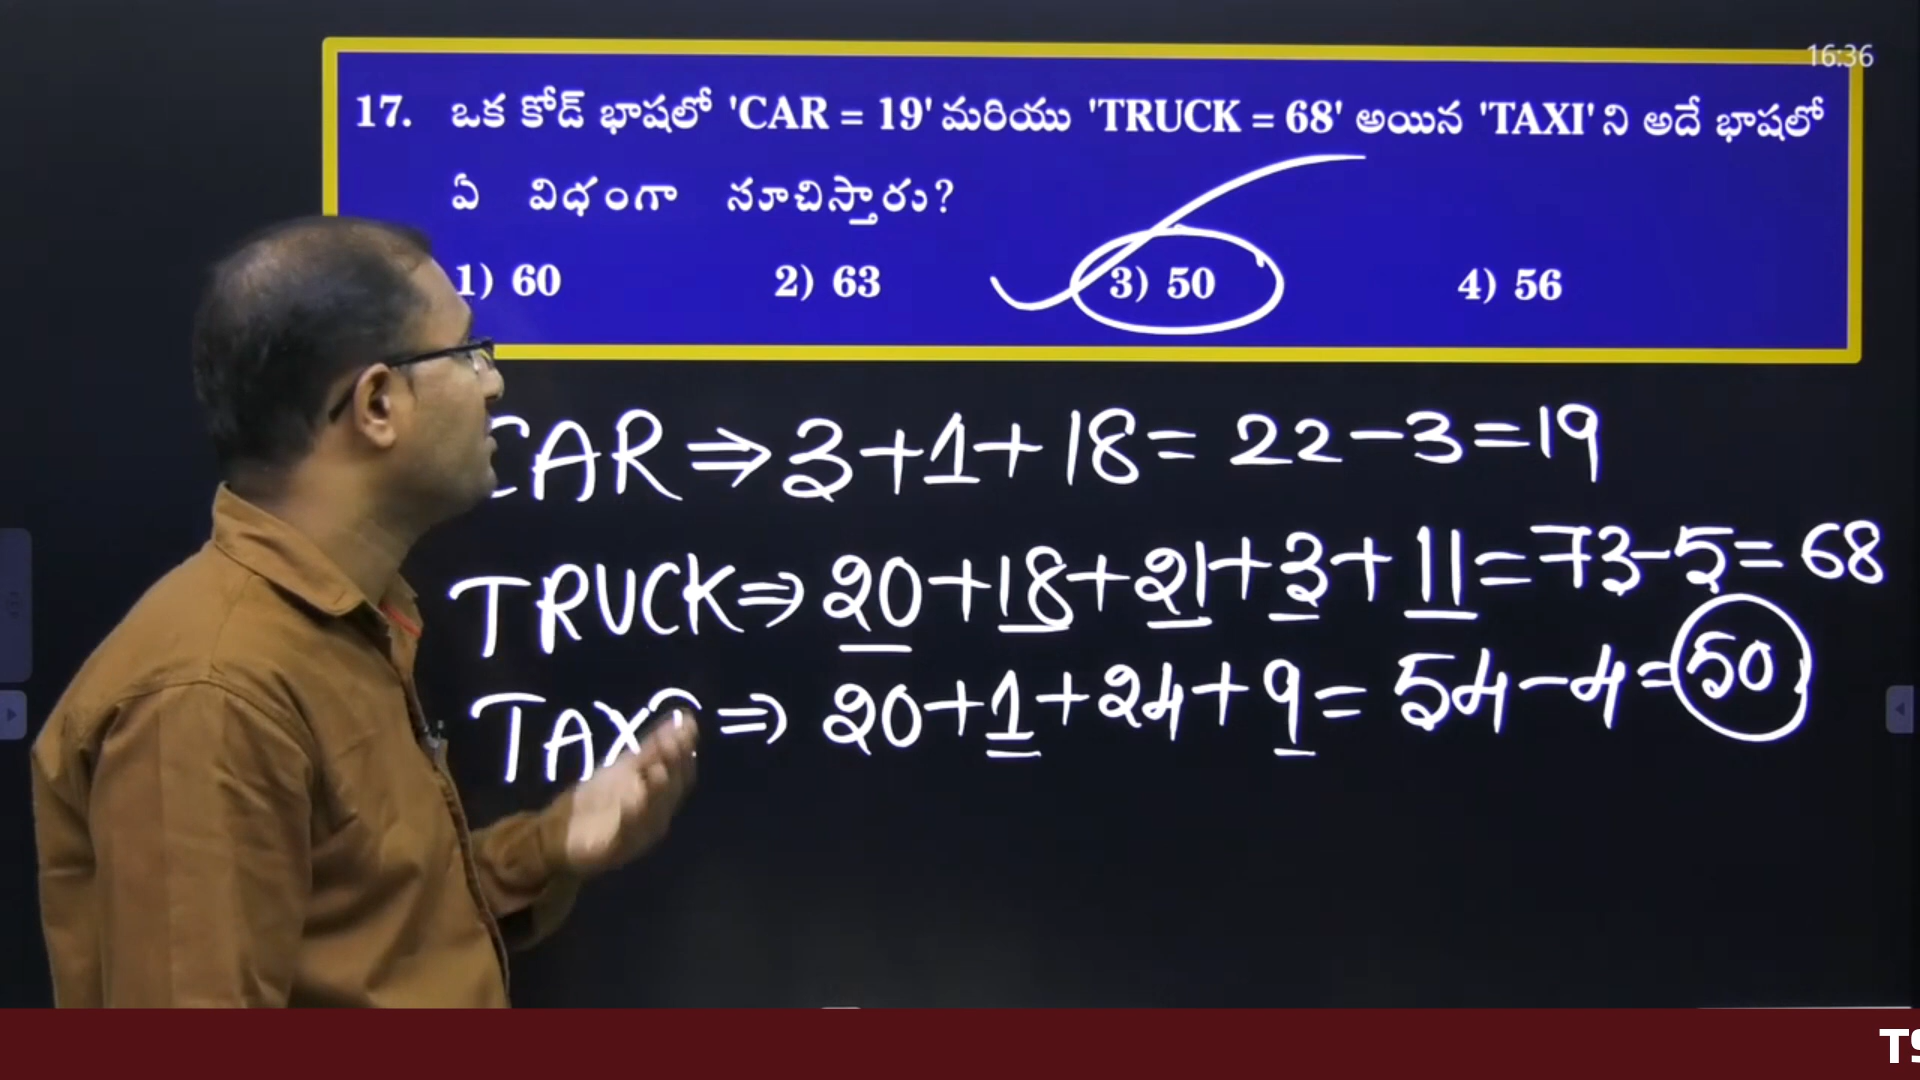 16:36
17. ఒక కోడ్ భాషలో 'CAR = 19' మరియు 'TRUCK = 68' అయిన 'TAXI' ని అదే భాషలో
ఏ విధంగా సూచిస్తారు?
1) 60 2) 63 3) 50 4) 56
CAR ⇒ 3+1+18 = 22-3=19
TRUCK ⇒ 20+18+21+3+11=73-5=68
TAX ⇒ 20+1+24+9= 54-4=50